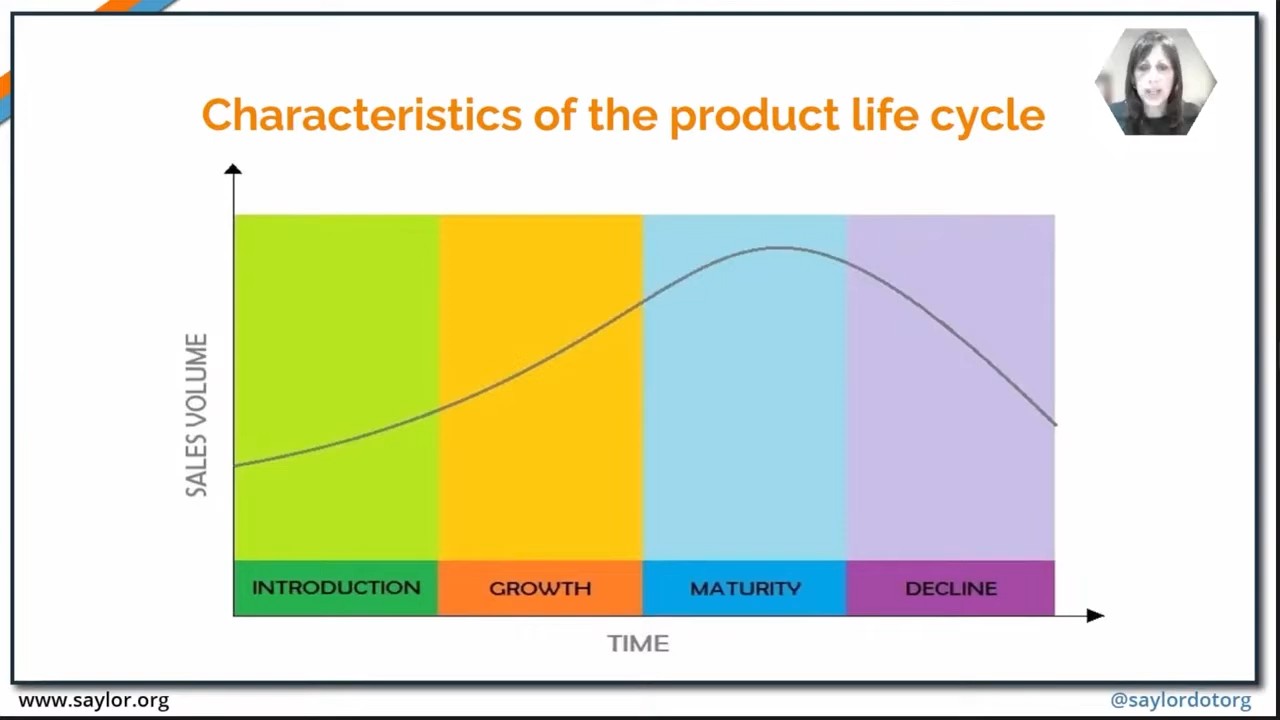 Characteristics of the product life cycle
SALES VOLUME
INTRODUCTION
GROWTH
MATURITY
DECLINE
TIME
www.saylor.org
@saylordotorg